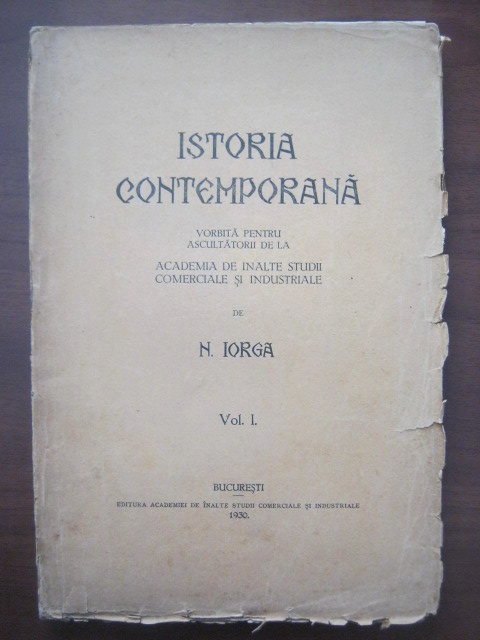 ISTORIA
CONTEMPORANĂ
VORBITĂ PENTRU
ASCULTĂTORII DE LA
ACADEMIA DE INALTE STUDII
COMERCIALE ȘI INDUSTRIALE
DE
N. IORGA
Vol. I.
BUCUREȘTI
EDITURA ACADEMIEI DE ÎNALTE STUDII COMERCIALE ȘI INDUSTRIALE
1930.